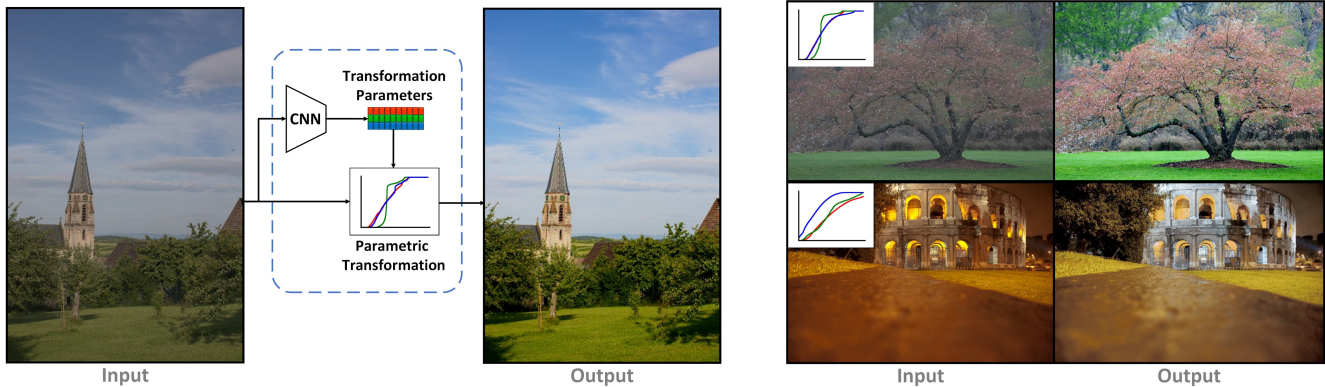 Transformation
Parameters
CNN
Parametric
Transformation
Input
Output
Input
Output